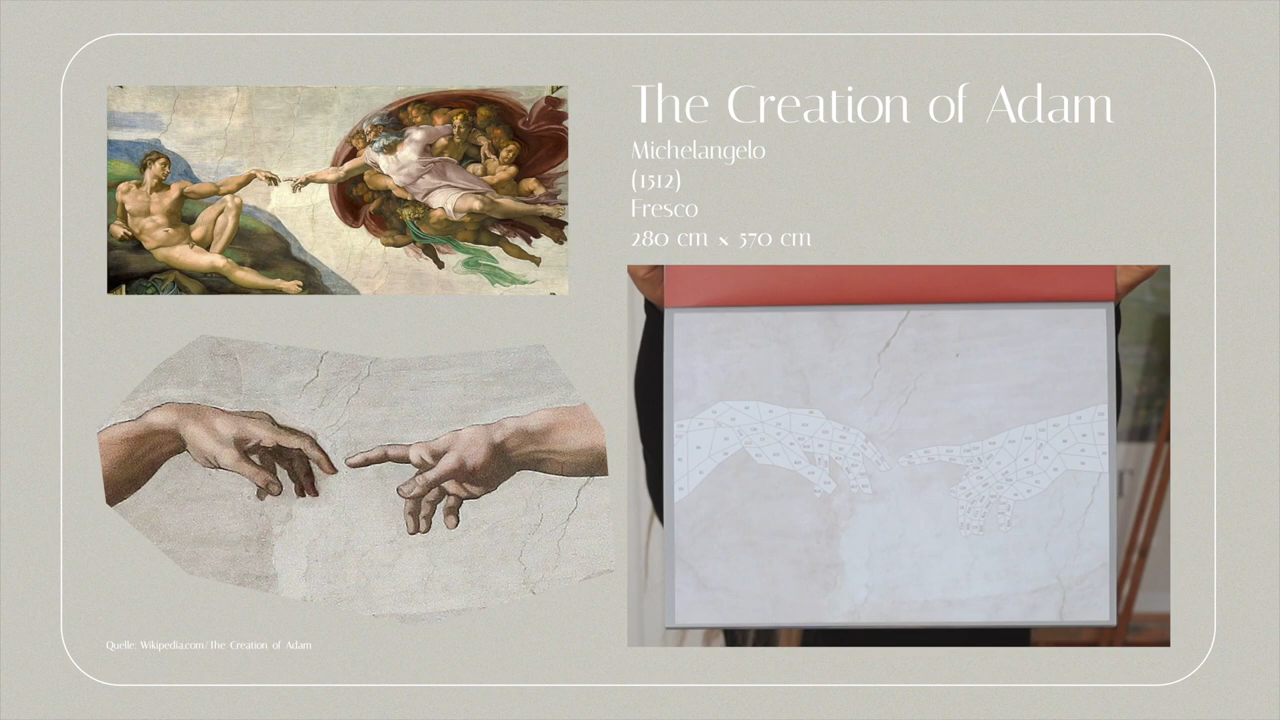 The Creation of Adam
Michelangelo
(1512)
Fresco
280 cm x 570 cm
Quelle: Wikipedia.com/The Creation of Adam